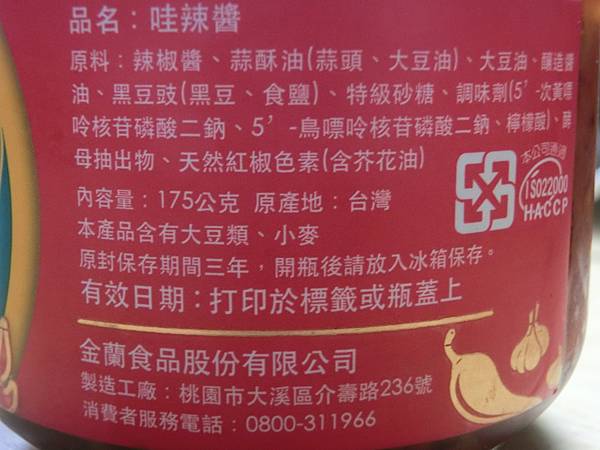 品名：哇辣醬
原料：辣椒醬、蒜酥油(蒜頭、大豆油)、大豆油、釀造醬
油、黑豆豉(黑豆、食鹽)、特級砂糖、調味劑(5’-次黃嘌
呤核苷磷酸二鈉、5’-鳥嘌呤核苷磷酸二鈉、檸檬酸)、酵
母抽出物、天然紅椒色素(含芥花油)
內容量：175公克 原產地：台灣
本產品含有大豆類、小麥
原封保存期間三年，開瓶後請放入冰箱保存。
有效日期：打印於標籤或瓶蓋上
本公司通過
ISO22000
HACCP
金蘭食品股份有限公司
製造工廠：桃園市大溪區介壽路236號
消費者服務電話：0800-311966